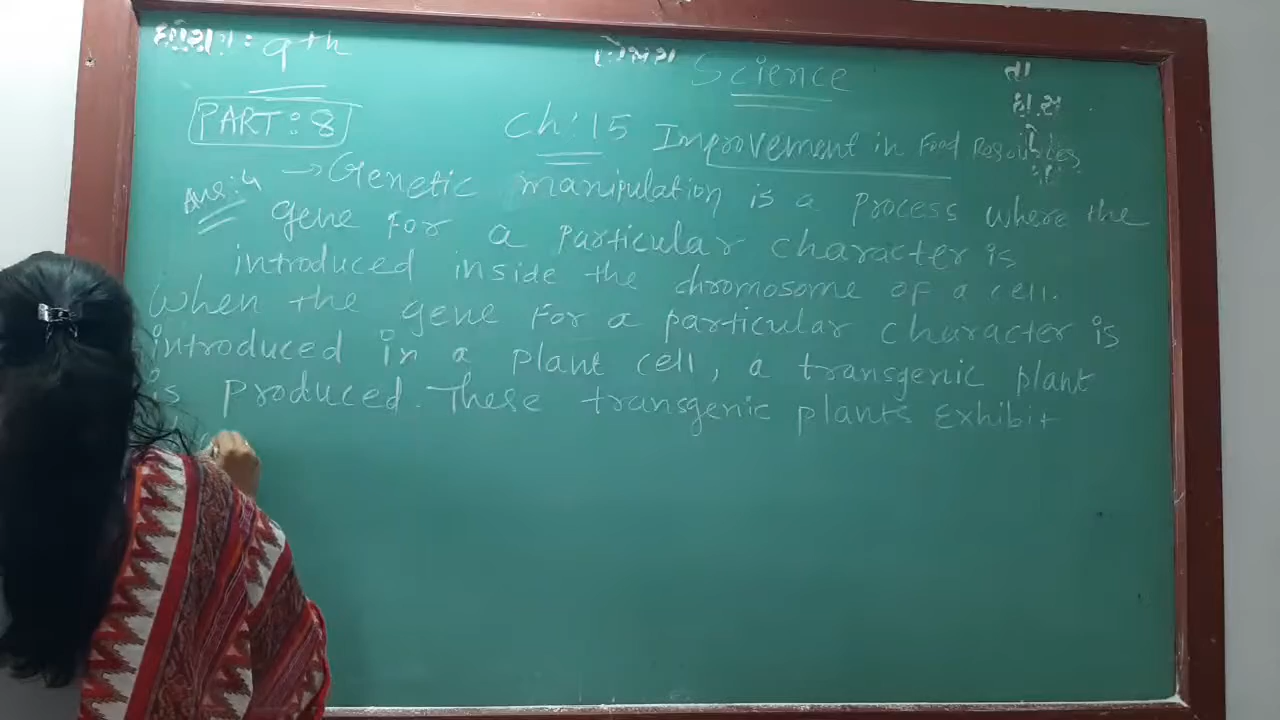 ધોરણ : 9th
વિષય Science
તા
PART : 8
Ch : 15 Improvement in Food Resources
Ans : 4 → Genetic manipulation is a process where the
gene for a particular character is
introduced inside the chromosome of a cell.
When the gene for a particular character is
introduced in a plant cell, a transgenic plant
is produced. These transgenic plants exhibit